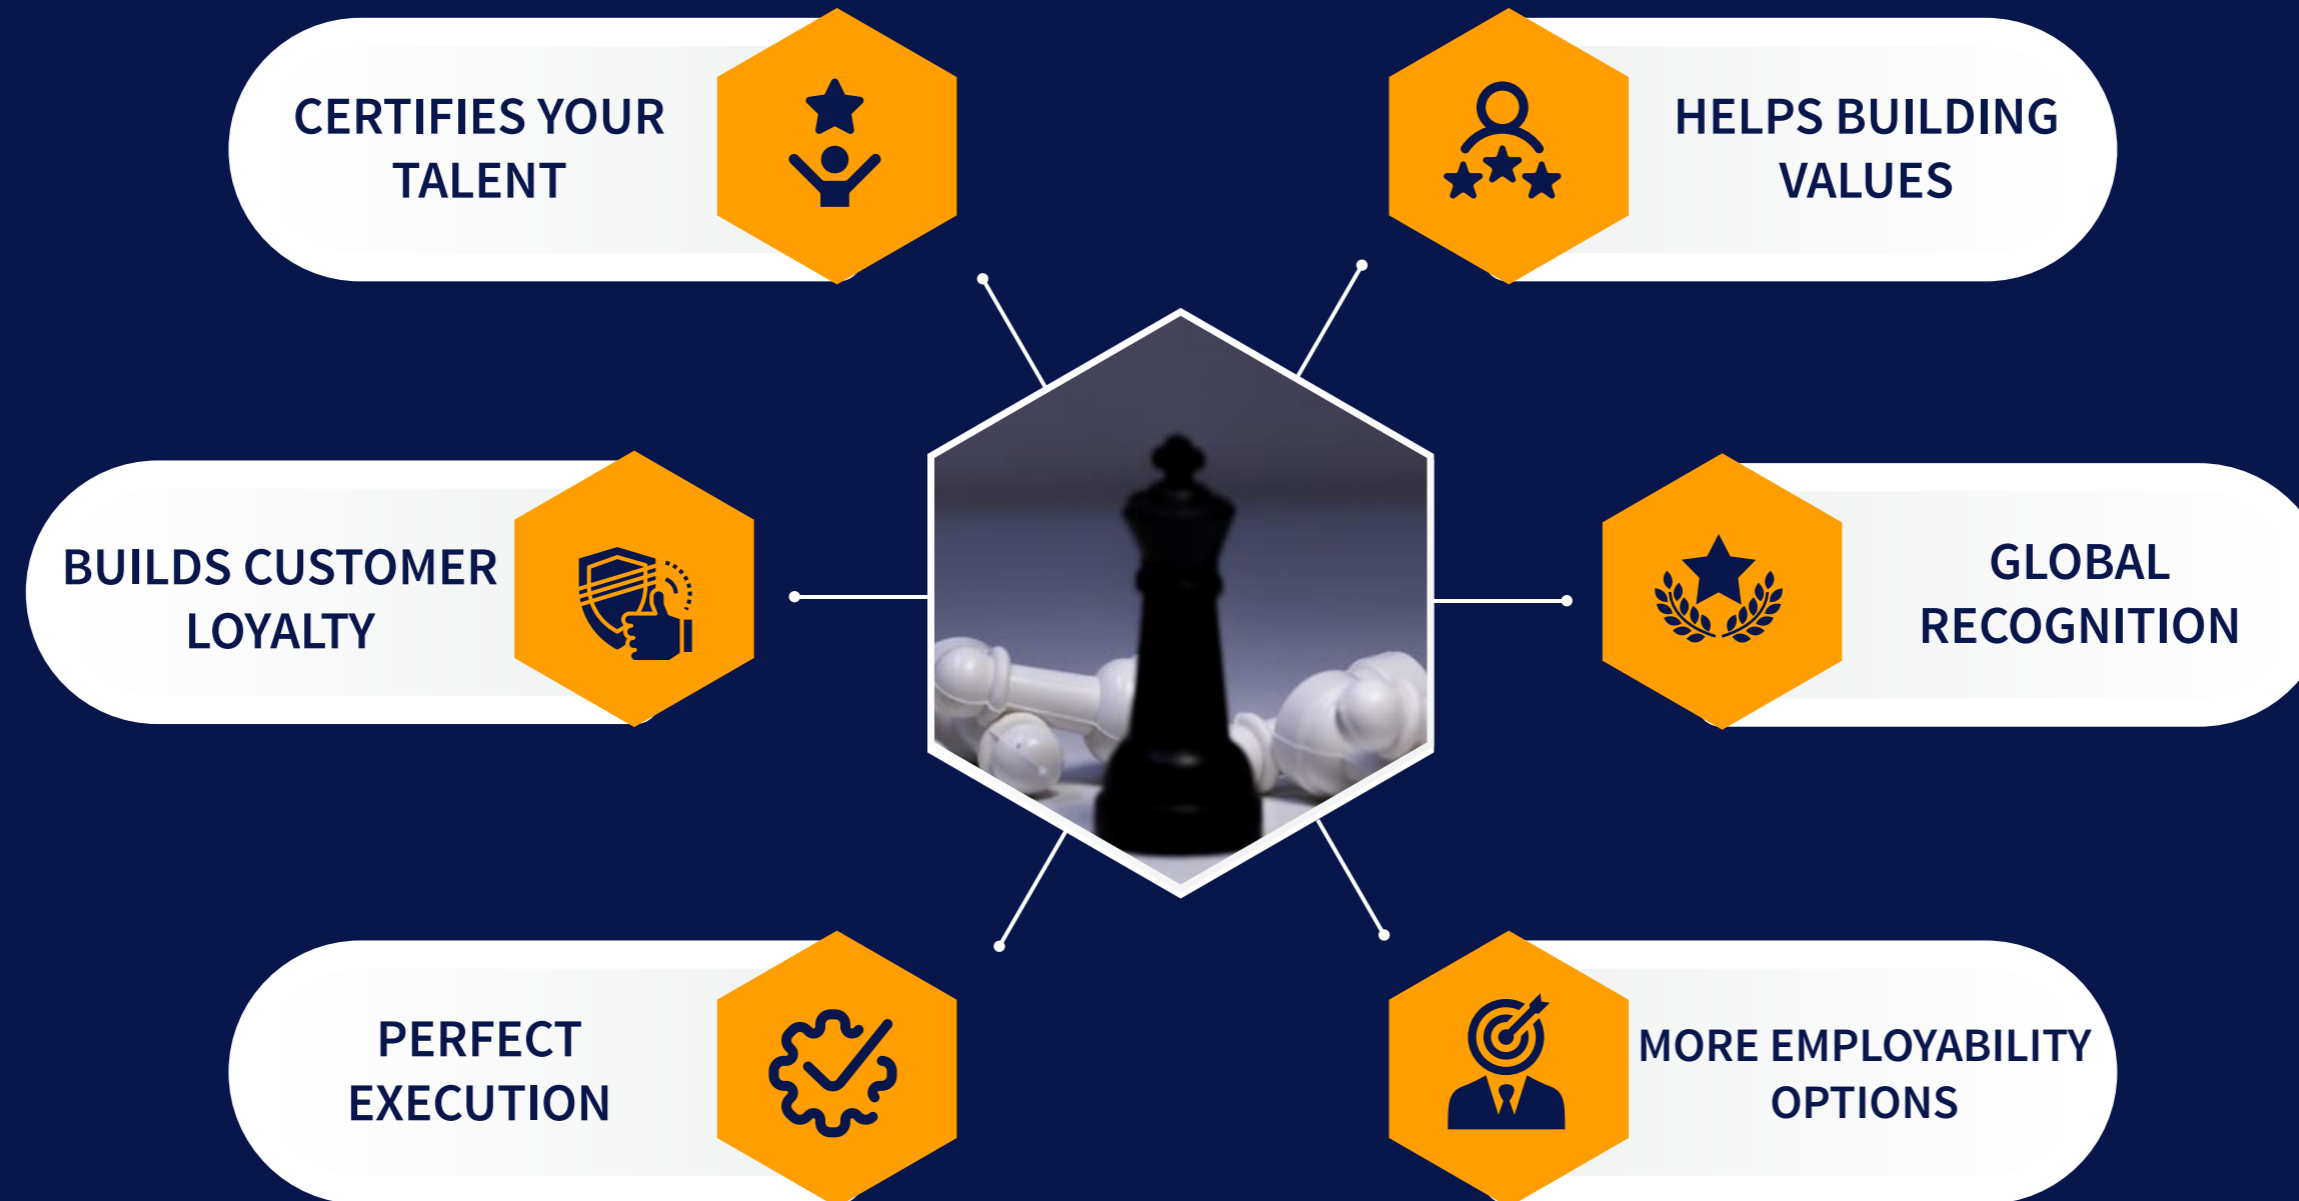 CERTIFIES YOUR
TALENT
HELPS BUILDING
VALUES
BUILDS CUSTOMER
LOYALTY
GLOBAL
RECOGNITION
PERFECT
EXECUTION
MORE EMPLOYABILITY
OPTIONS